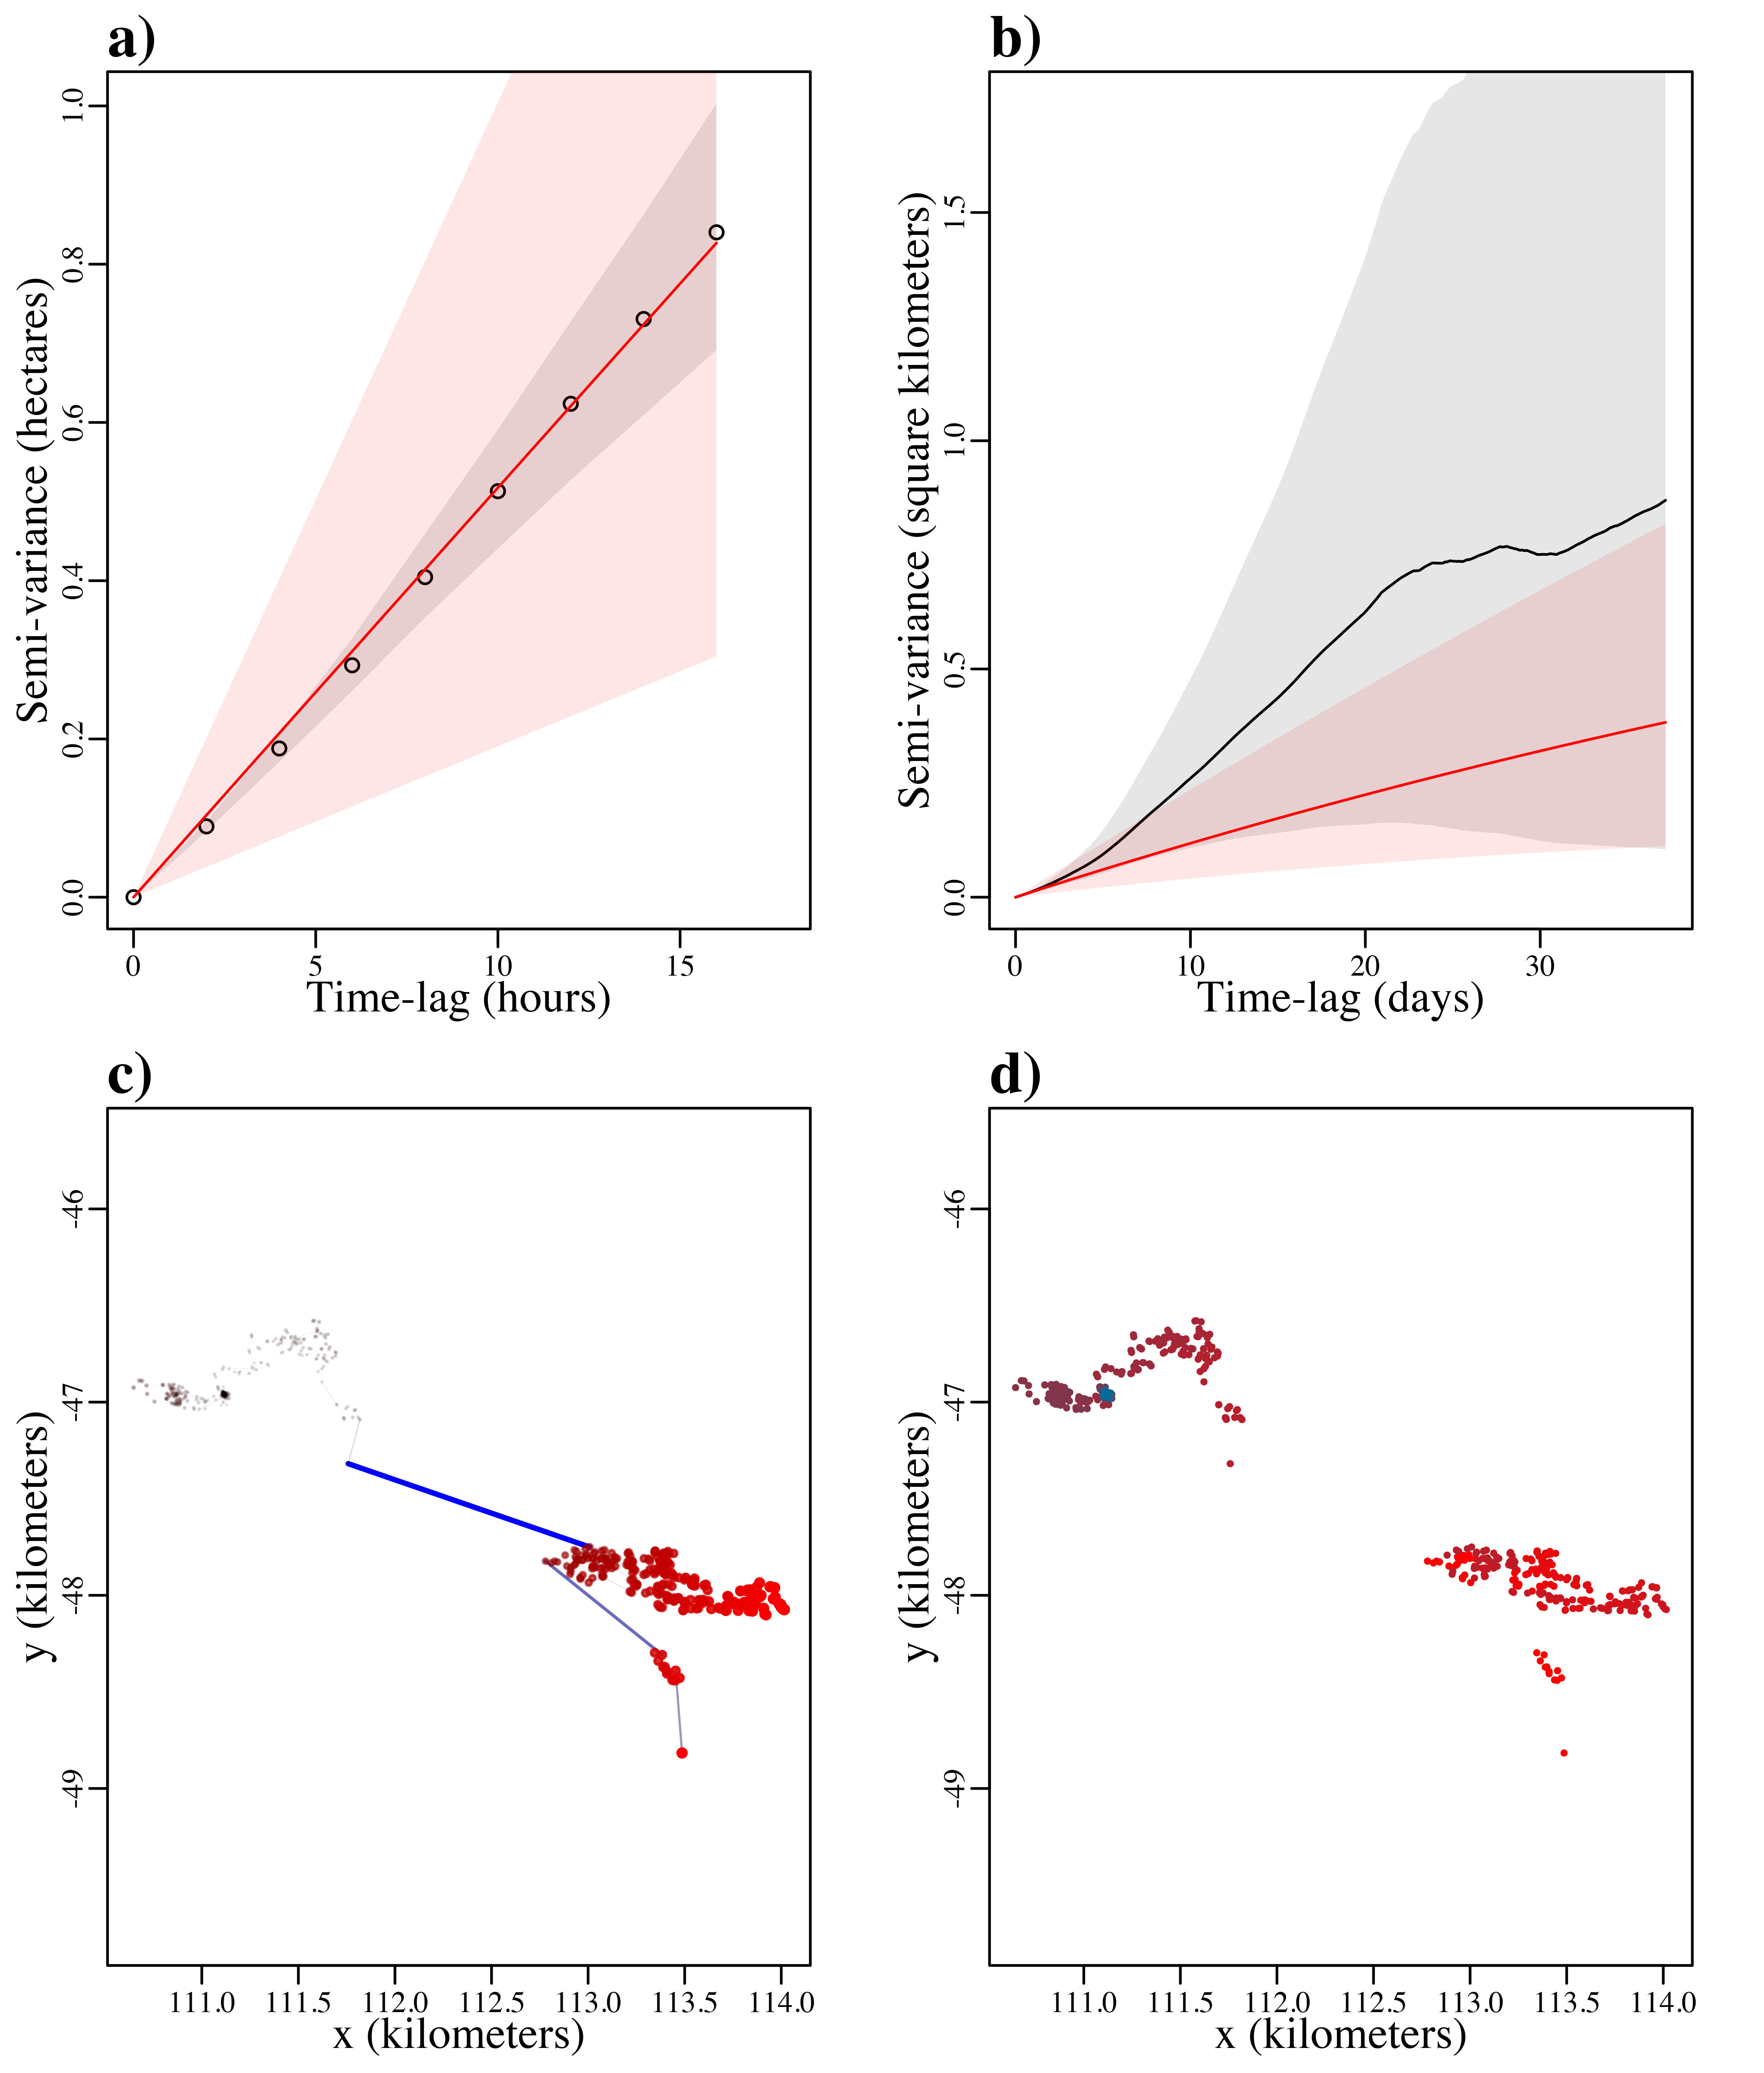 a)
Semi-variance (hectares)
1.0
0.8
0.6
0.4
0.2
0.0
0 5 10 15
Time-lag (hours)
b)
Semi-variance (square kilometers)
1.5
1.0
0.5
0.0
0 10 20 30
Time-lag (days)
c)
y (kilometers)
-46
-47
-48
-49
111.0 111.5 112.0 112.5 113.0 113.5 114.0
x (kilometers)
d)
y (kilometers)
-46
-47
-48
-49
111.0 111.5 112.0 112.5 113.0 113.5 114.0
x (kilometers)